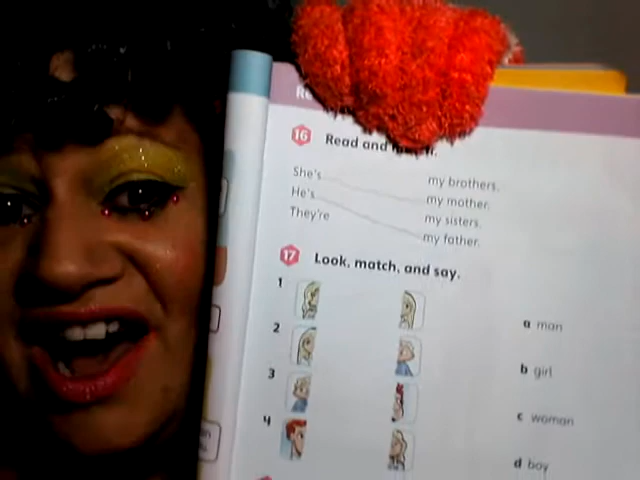 16 Read and
She's my brothers.
He's my mother.
They're my sisters.
my father.
17 Look, match, and say.
1
2
3
4
a man
b girl
c woman
d boy